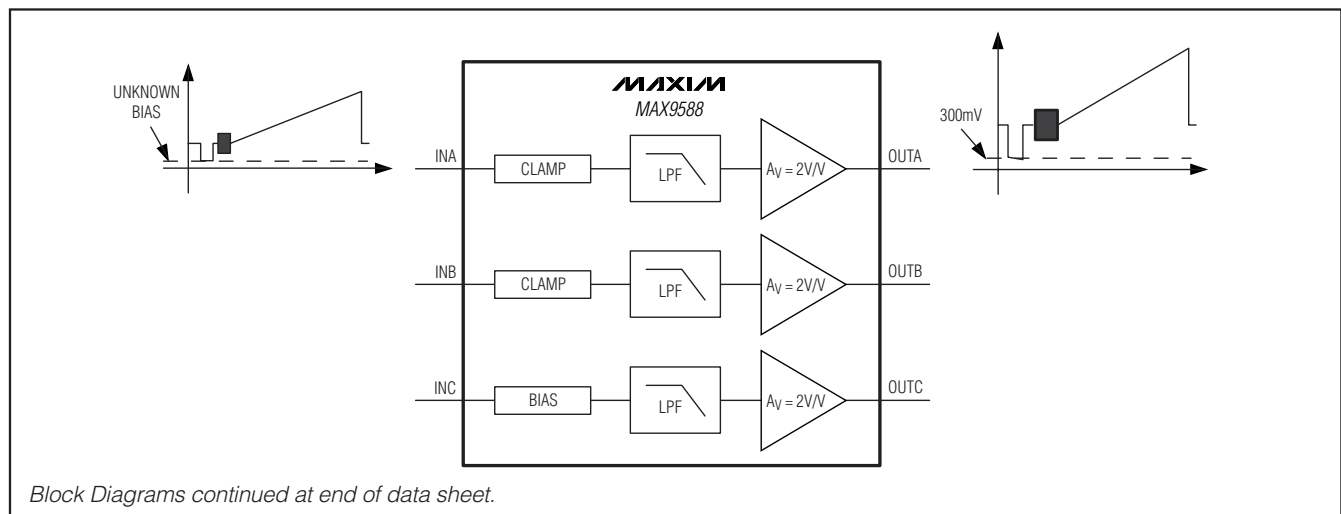 UNKNOWN
BIAS
MAXIM
MAX9588
300mV
INA
CLAMP
LPF
AV = 2V/V
OUTA
INB
CLAMP
LPF
AV = 2V/V
OUTB
INC
BIAS
LPF
AV = 2V/V
OUTC
Block Diagrams continued at end of data sheet.